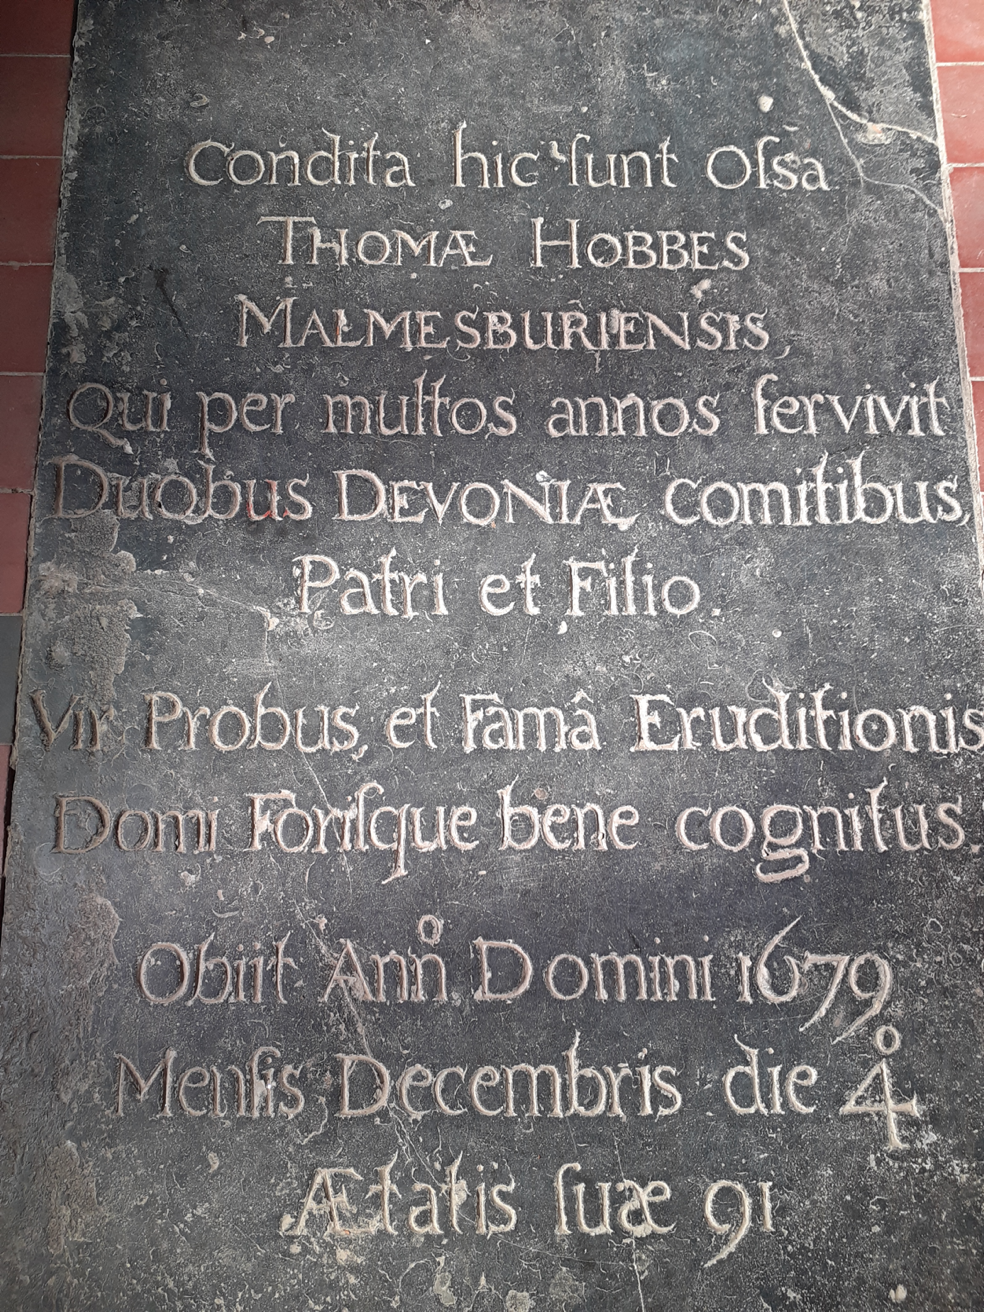 Condita hic ſunt Oſsa
THOMÆ HOBBES
MALMESBURIENSIS
Qui per multos annos ſervivit
Duobus DEVONIÆ comitibus
Patri et Filio.
Vir Probus, et Famâ Eruditionis
Domi Foriſque bene cognitus.
Obiit Ann̊ Domini 1679
Menſis Decembris die 4̊
Ætatis ſuæ 91